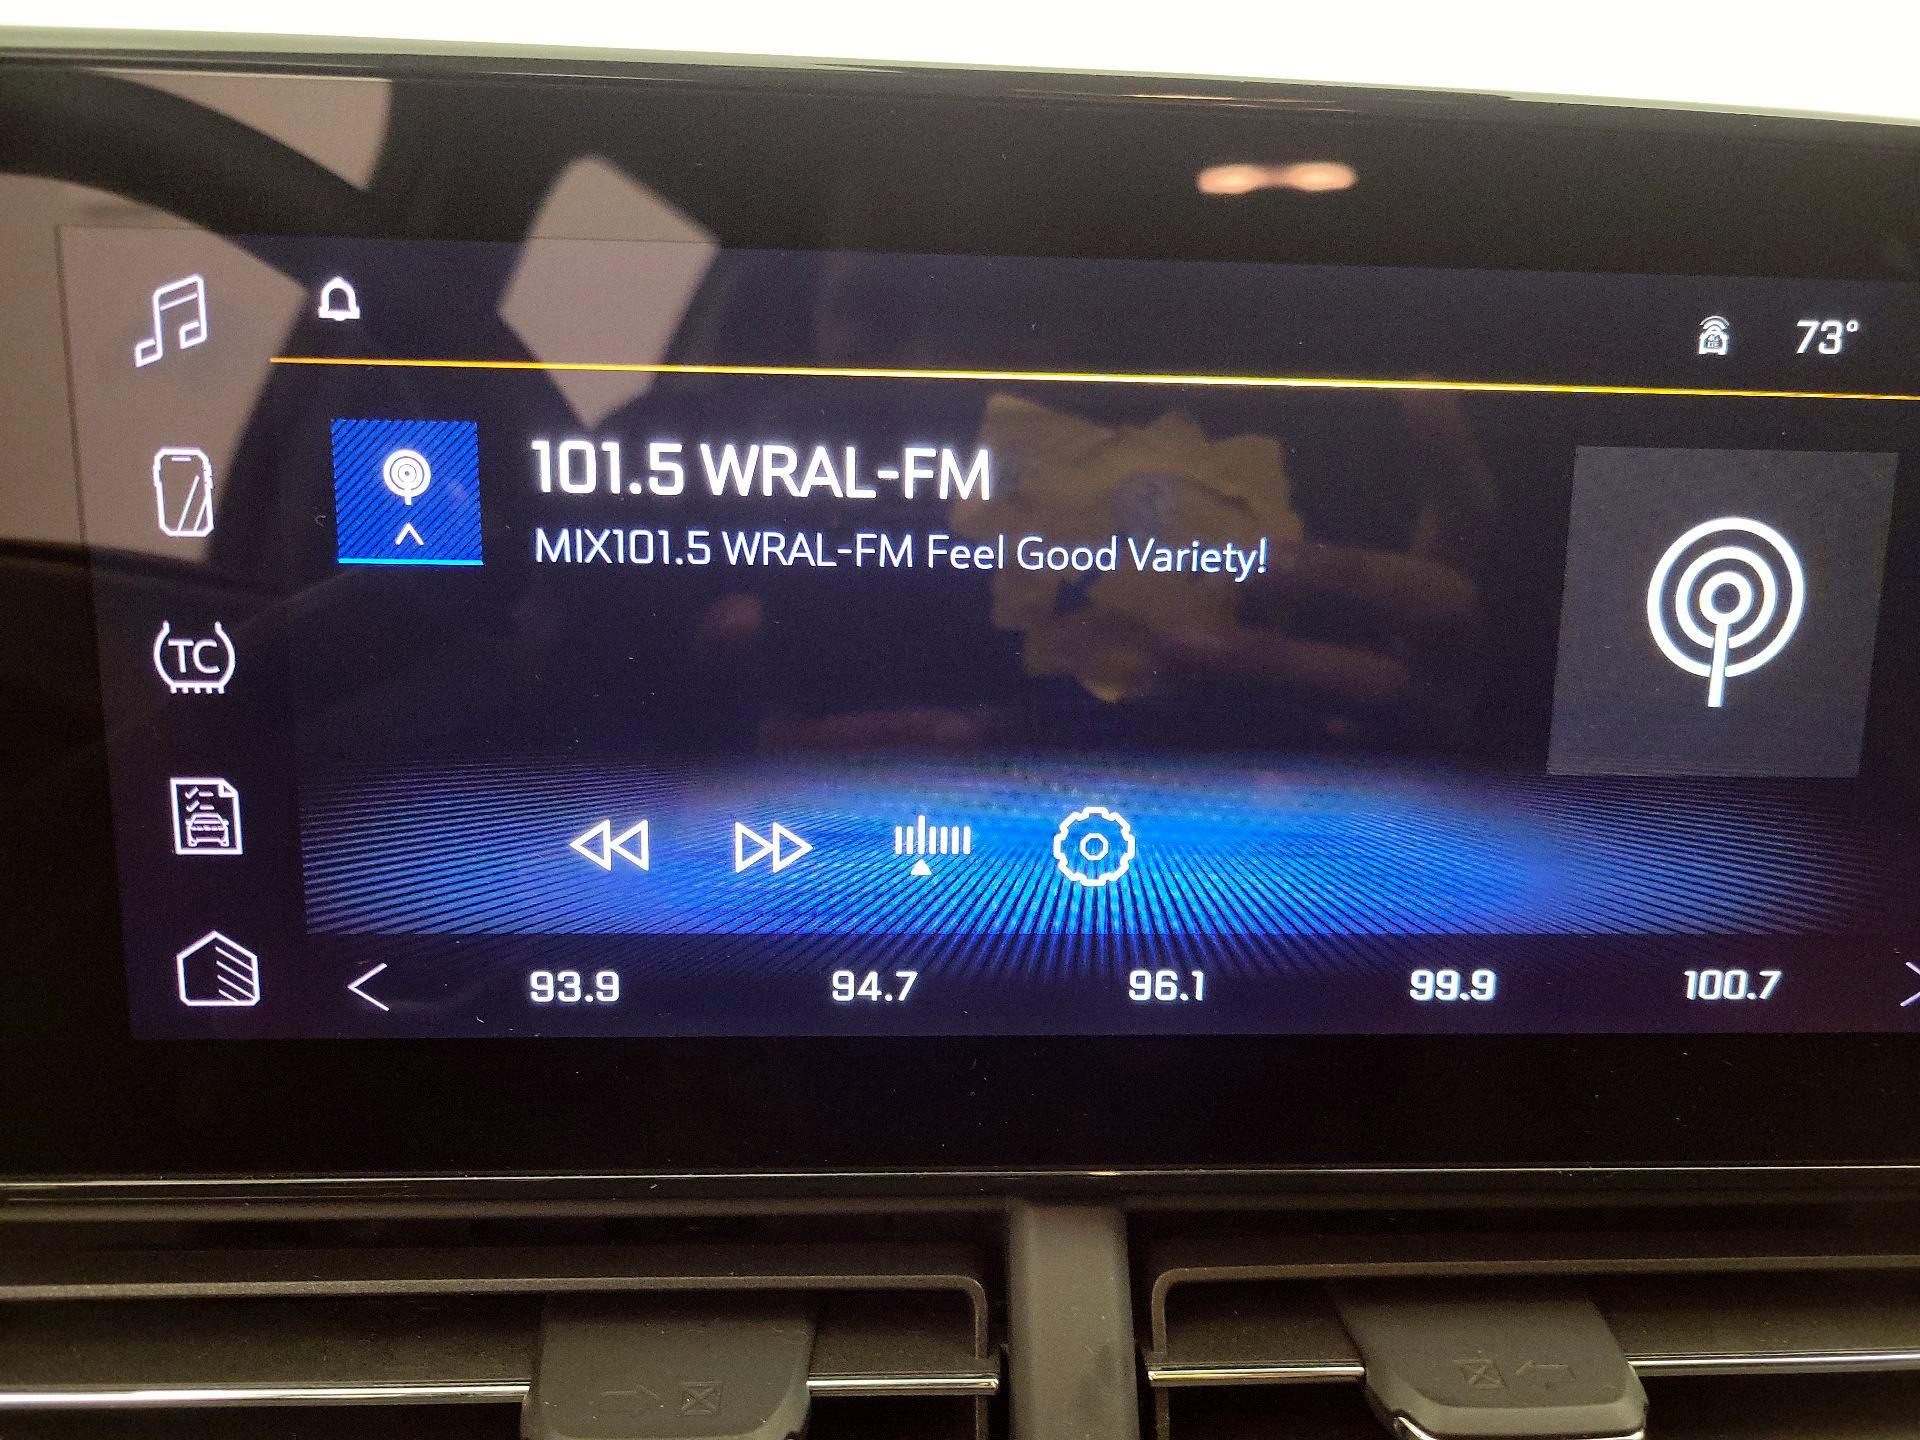 73°
101.5 WRAL-FM
MIX101.5 WRAL-FM Feel Good Variety!
TC
93.9 94.7 96.1 99.9 100.7